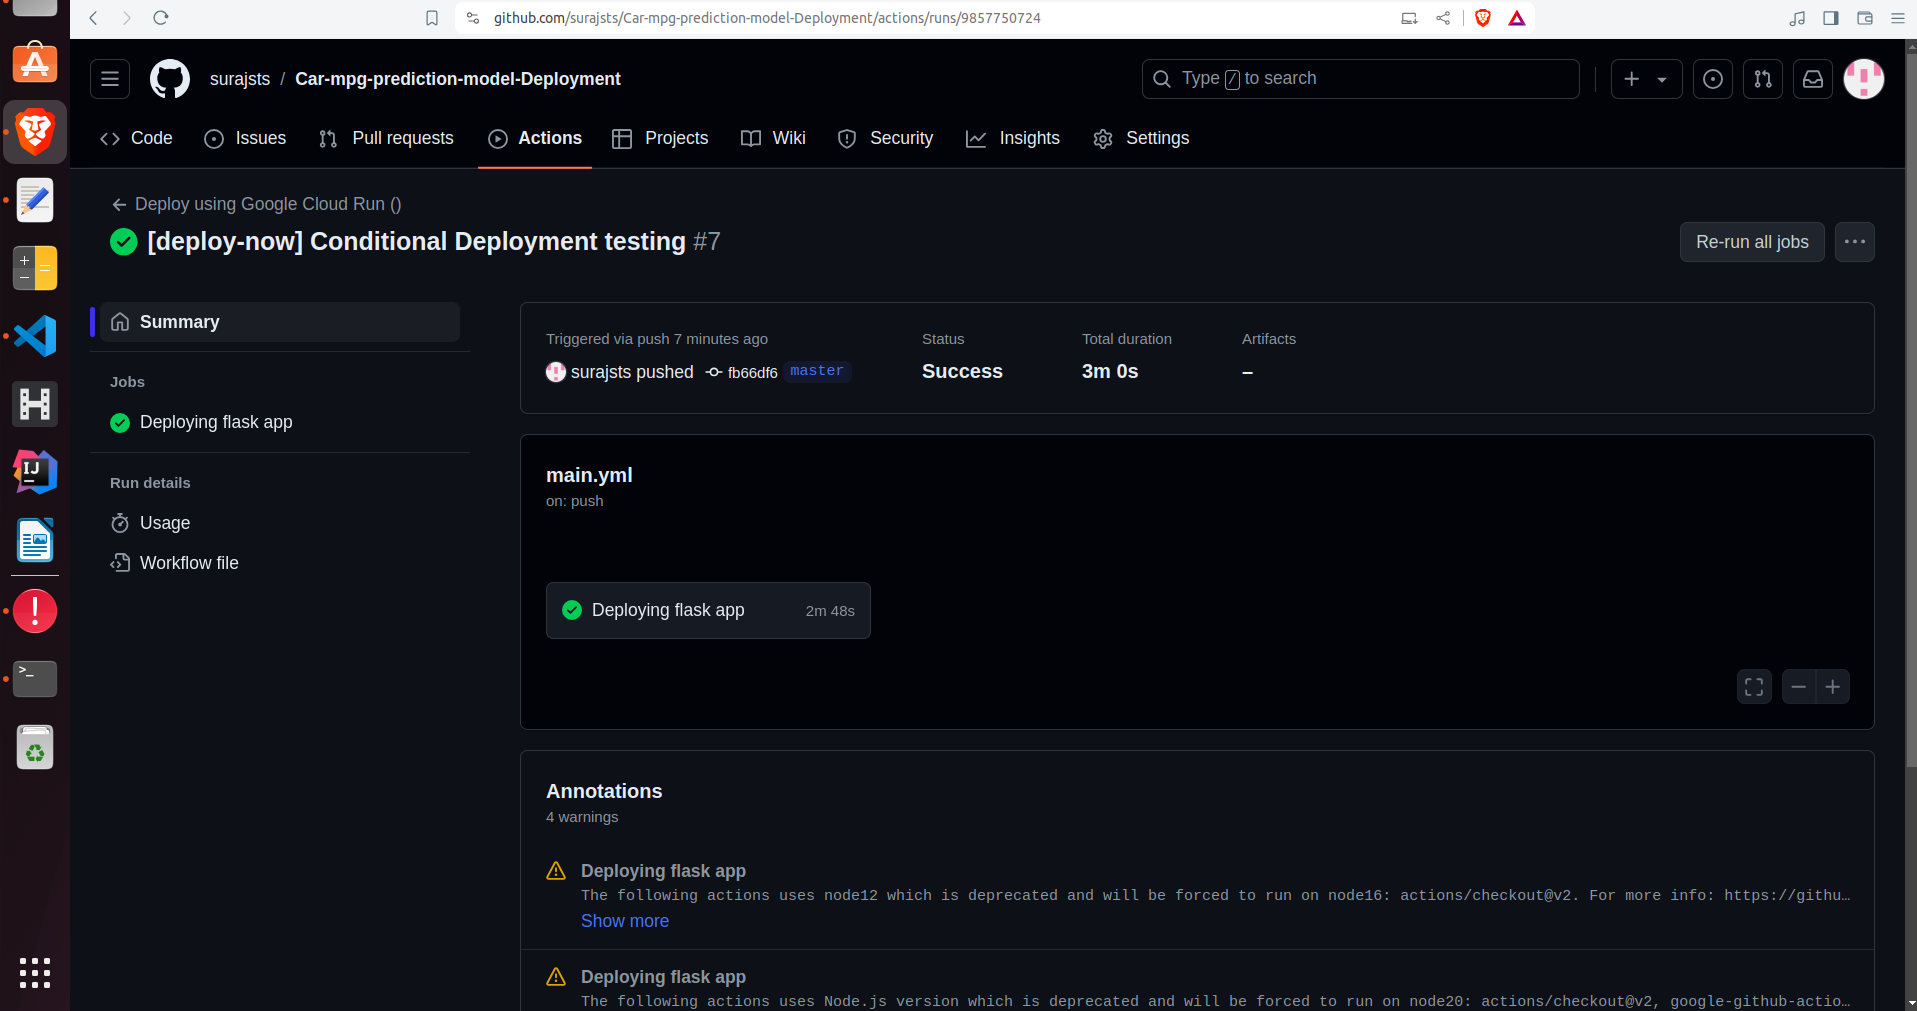 github.com/surajsts/Car-mpg-prediction-model-Deployment/actions/runs/9857750724
surajsts / Car-mpg-prediction-model-Deployment
Type / to search
Code Issues Pull requests Actions Projects Wiki Security Insights Settings
Deploy using Google Cloud Run ()
[deploy-now] Conditional Deployment testing #7
Re-run all jobs
Summary
Jobs
Deploying flask app
Run details
Usage
Workflow file
Triggered via push 7 minutes ago
surajsts pushed fb66df6 master
Status
Success
Total duration
3m 0s
Artifacts
–
main.yml
on: push
Deploying flask app 2m 48s
Annotations
4 warnings
Deploying flask app
The following actions uses node12 which is deprecated and will be forced to run on node16: actions/checkout@v2. For more info: https://githu…
Show more
Deploying flask app
The following actions uses Node.js version which is deprecated and will be forced to run on node20: actions/checkout@v2, google-github-actio…
IJ
>_